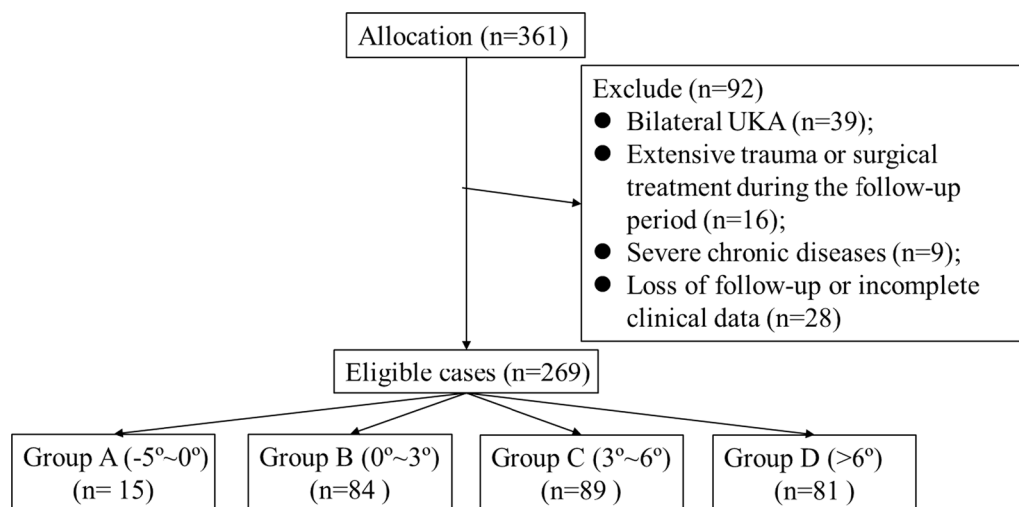 Allocation (n=361)
Exclude (n=92)
● Bilateral UKA (n=39);
● Extensive trauma or surgical
treatment during the follow-up
period (n=16);
● Severe chronic diseases (n=9);
● Loss of follow-up or incomplete
clinical data (n=28)
Eligible cases (n=269)
Group A (-5º~0º)
(n= 15)
Group B (0º~3º)
(n=84 )
Group C (3º~6º)
(n=89 )
Group D (>6º)
(n=81 )